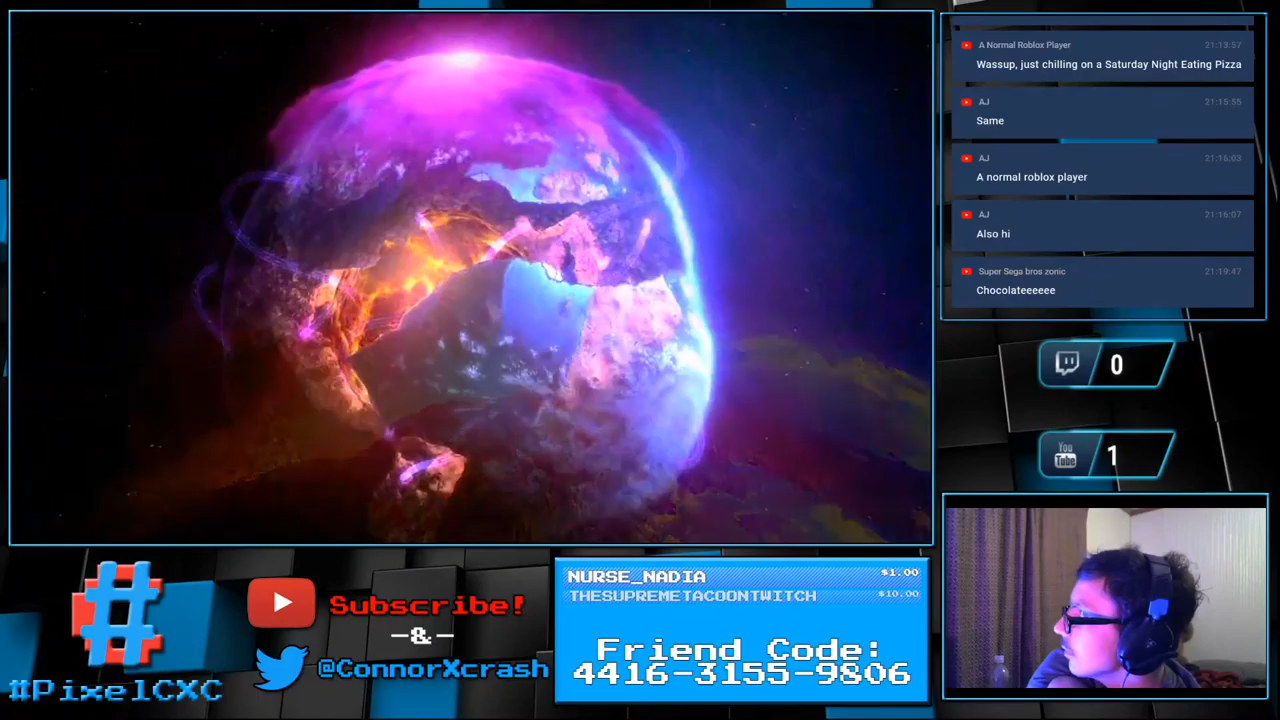 A Normal Roblox Player 21:13:57
Wassup, just chilling on a Saturday Night Eating Pizza
AJ 21:15:55
Same
AJ 21:16:03
A normal roblox player
AJ 21:16:07
Also hi
Super Sega bros zonic 21:19:47
Chocolateeeeee
0
You
Tube
1
#
#PixelCXC
Subscribe!
-&-
@ConnorXcrash
NURSE_NADIA $1.00
THESUPREMETACOONTWITCH $10.00
Friend Code:
4416-3155-9806